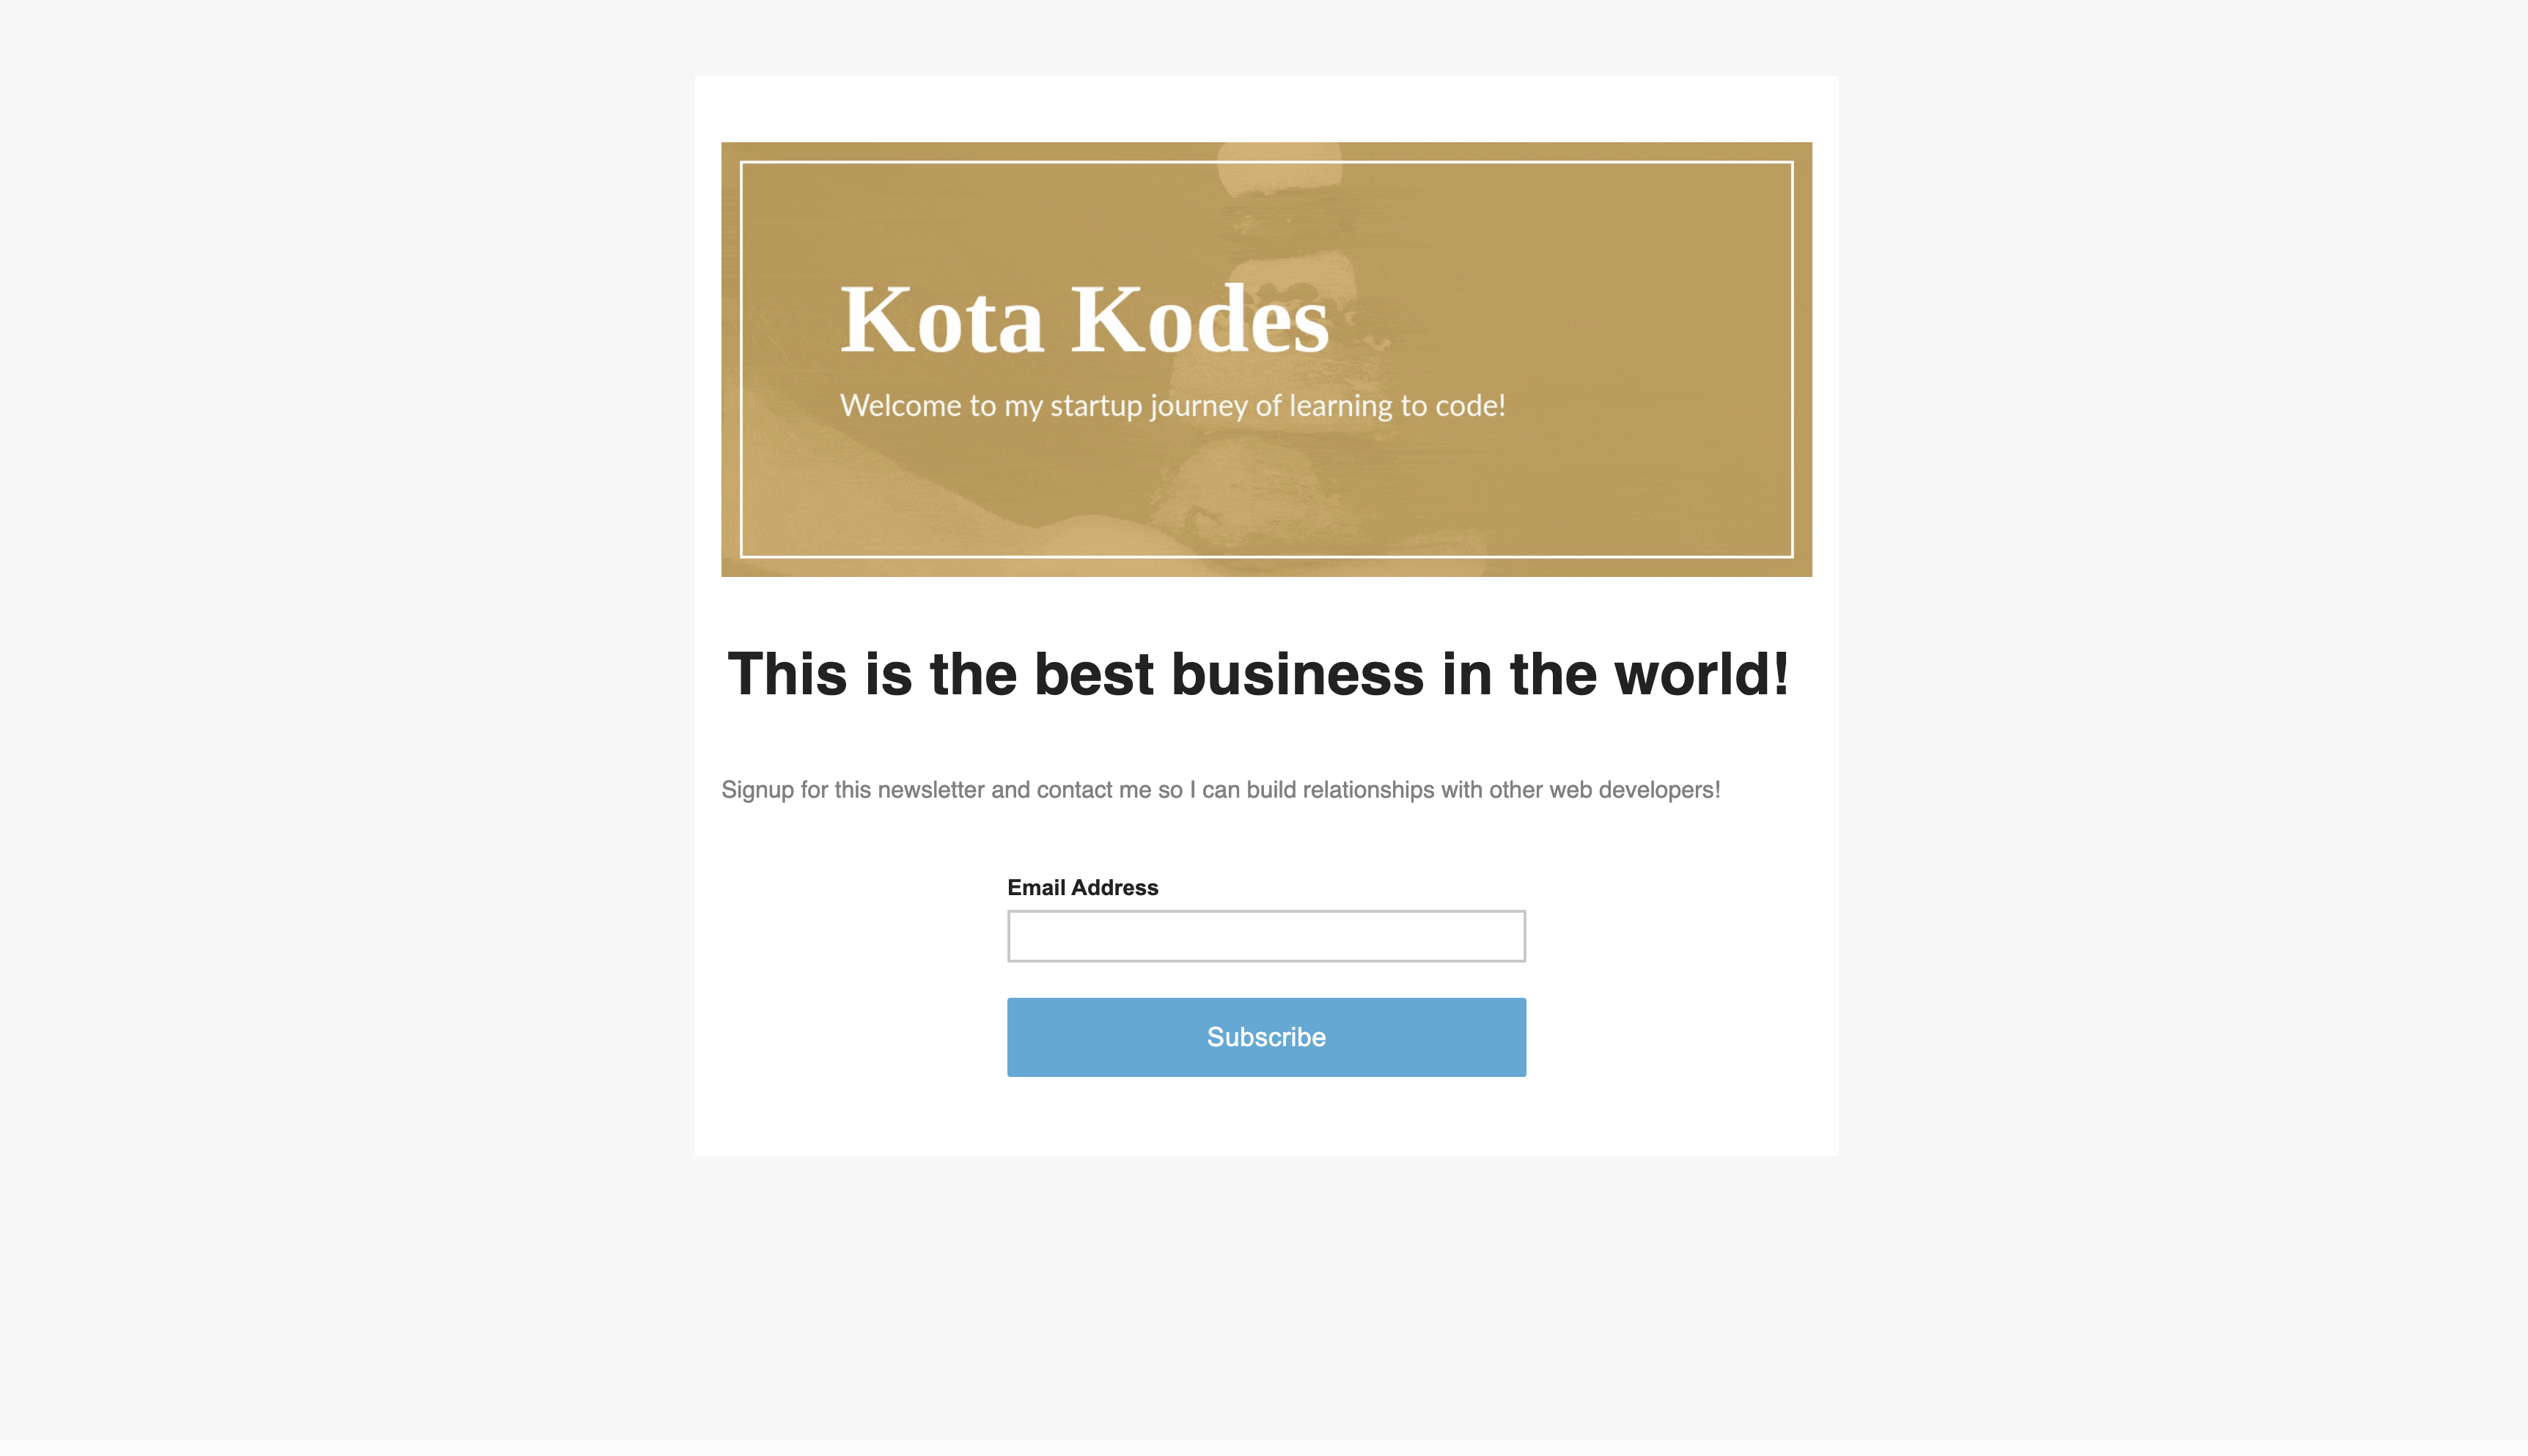 Kota Kodes
Welcome to my startup journey of learning to code!
This is the best business in the world!
Signup for this newsletter and contact me so I can build relationships with other web developers!
Email Address
Subscribe